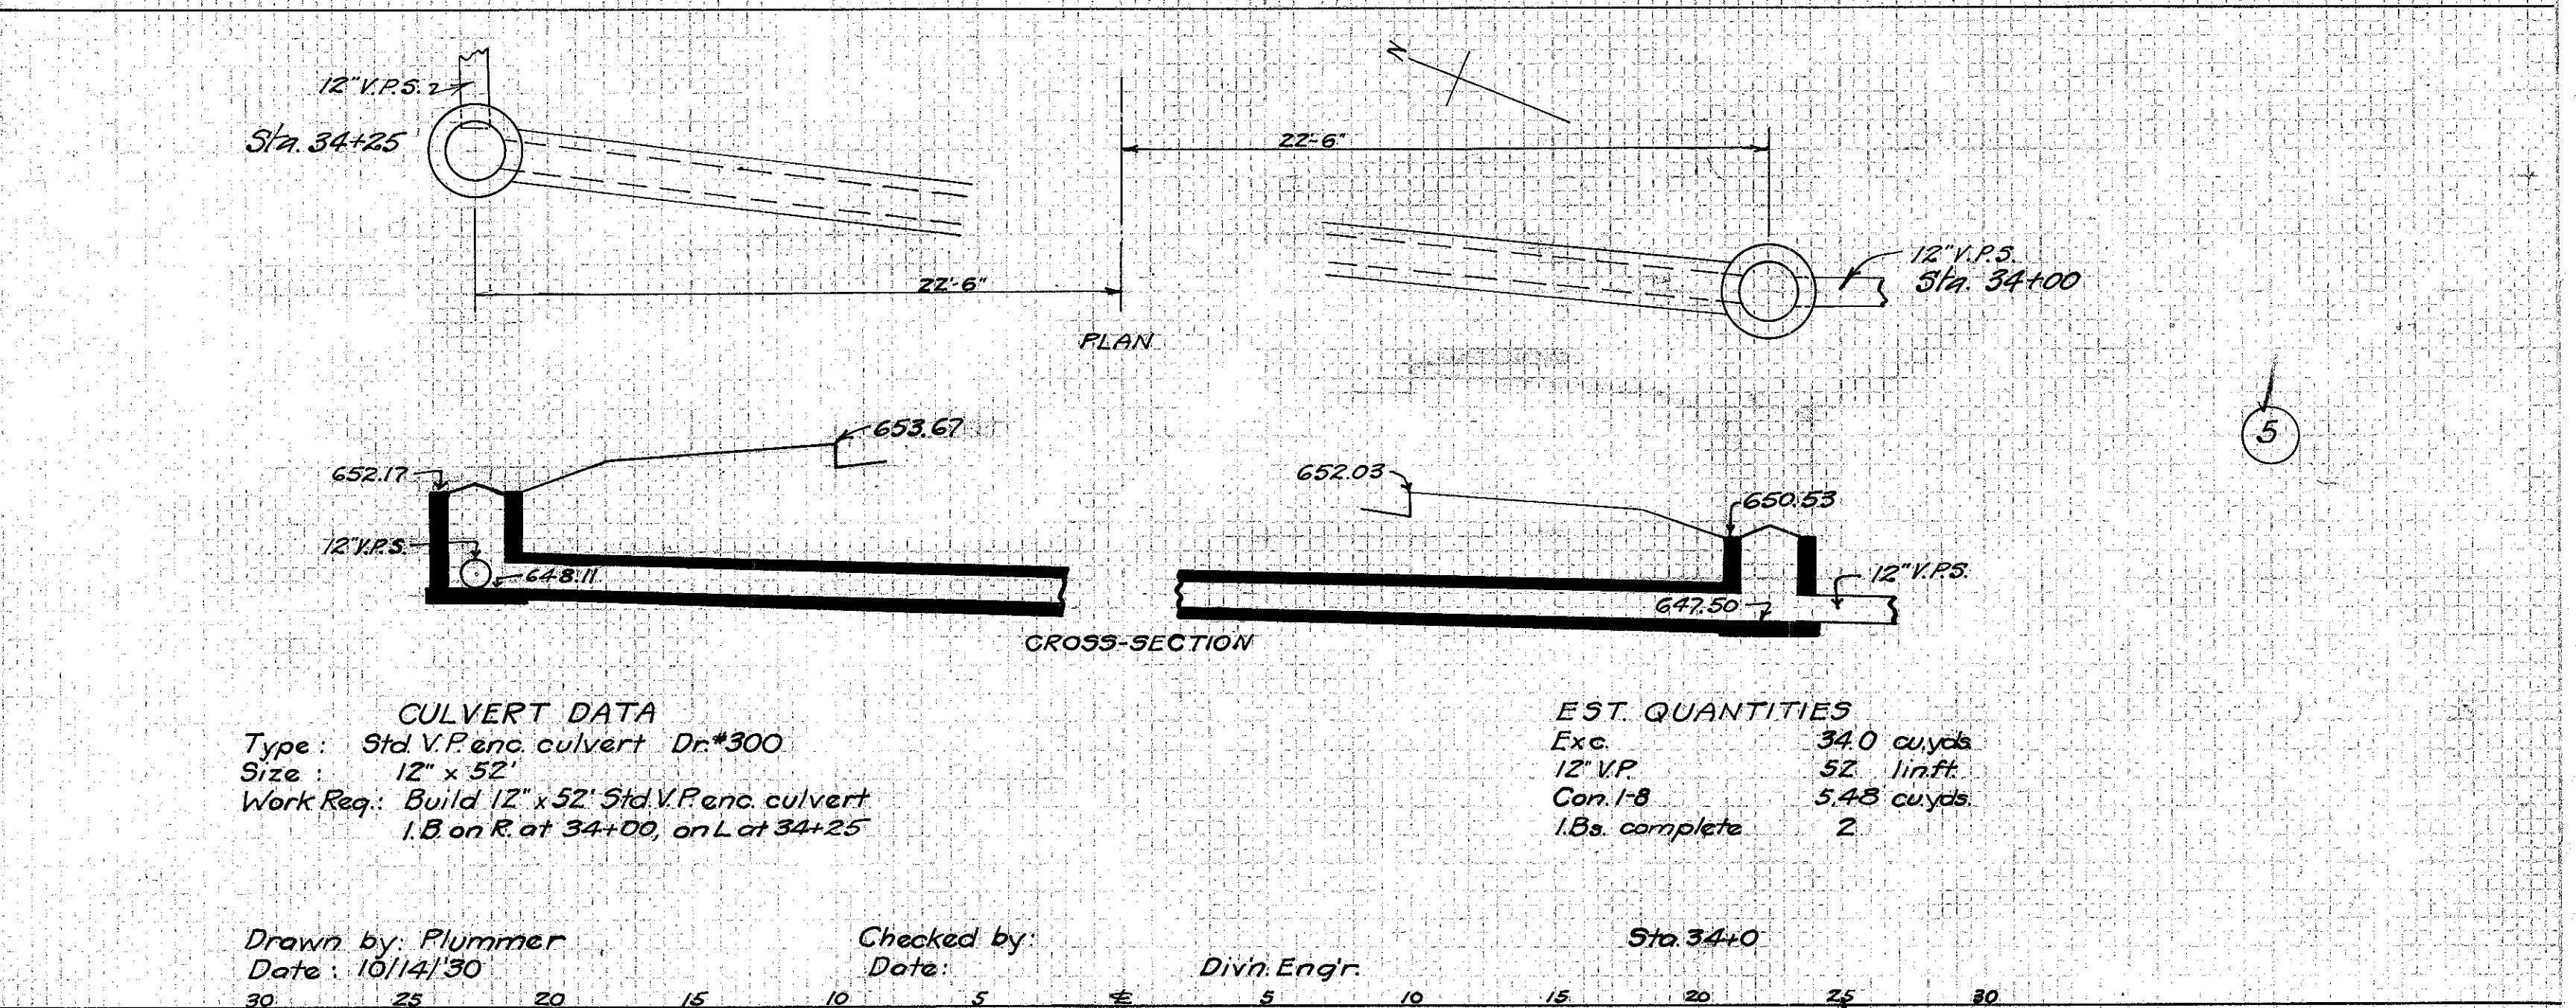 N
12" V.P.S.
Sta. 34+25
22'-6"
12" V.P.S.
Sta. 34+00
22'-6"
PLAN
5
653.67
652.17
652.03
650.53
12" V.P.S.
648.11
12" V.P.S.
647.50
CROSS-SECTION
CULVERT DATA
Type: Std. V.P. enc. culvert Dr. #300
Size: 12" x 52'
Work Req.: Build 12" x 52' Std. V.P. enc. culvert
I.B. on R. at 34+00, on L at 34+25
EST. QUANTITIES
Exc. 34.0 cu.yds.
12" V.P. 52 lin.ft.
Con. 1-8 5.48 cu.yds.
I.Bs. complete 2
Drawn by: Plummer
Date: 10/14/'30
Checked by:
Date:
Div'n. Eng'r.
Sta. 34+0
30 25 20 15 10 5 ℄ 5 10 15 20 25 30